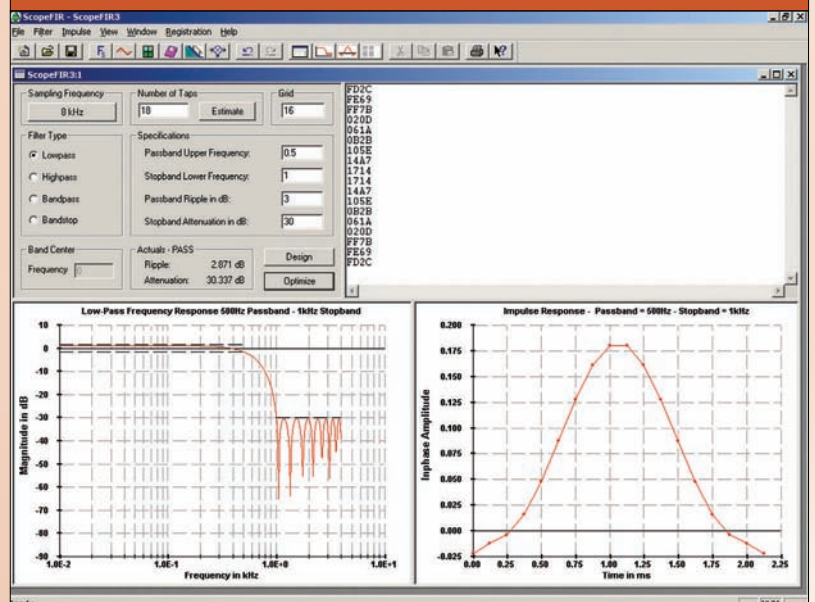 ScopeFIR - ScopeFIR3
File Filter Impulse View Window Registration Help
ScopeFIR3:1
Sampling Frequency
8 kHz
Number of Taps
18
Estimate
Grid
16
Filter Type
Lowpass
Highpass
Bandpass
Bandstop
Specifications
Passband Upper Frequency:
0.5
Stopband Lower Frequency:
1
Passband Ripple in dB:
3
Stopband Attenuation in dB:
30
Band Center
Frequency
0
Actuals - PASS
Ripple: 2.871 dB
Attenuation: 30.337 dB
Design
Optimize
FD2C
FE69
FF7B
020D
061A
0B2B
105E
14A7
1714
1714
14A7
105E
0B2B
061A
020D
FF7B
FE69
FD2C
Low-Pass Frequency Response 500Hz Passband - 1kHz Stopband
Magnitude in dB
10
0
-10
-20
-30
-40
-50
-60
-70
-80
-90
1.0E-2 1.0E-1 1.0E+0 1.0E+1
Frequency in kHz
Impulse Response - Passband = 500Hz - Stopband = 1kHz
Inphase Amplitude
0.200
0.175
0.150
0.125
0.100
0.075
0.050
0.025
0.000
-0.025
0.00 0.25 0.50 0.75 1.00 1.25 1.50 1.75 2.00 2.25
Time in ms